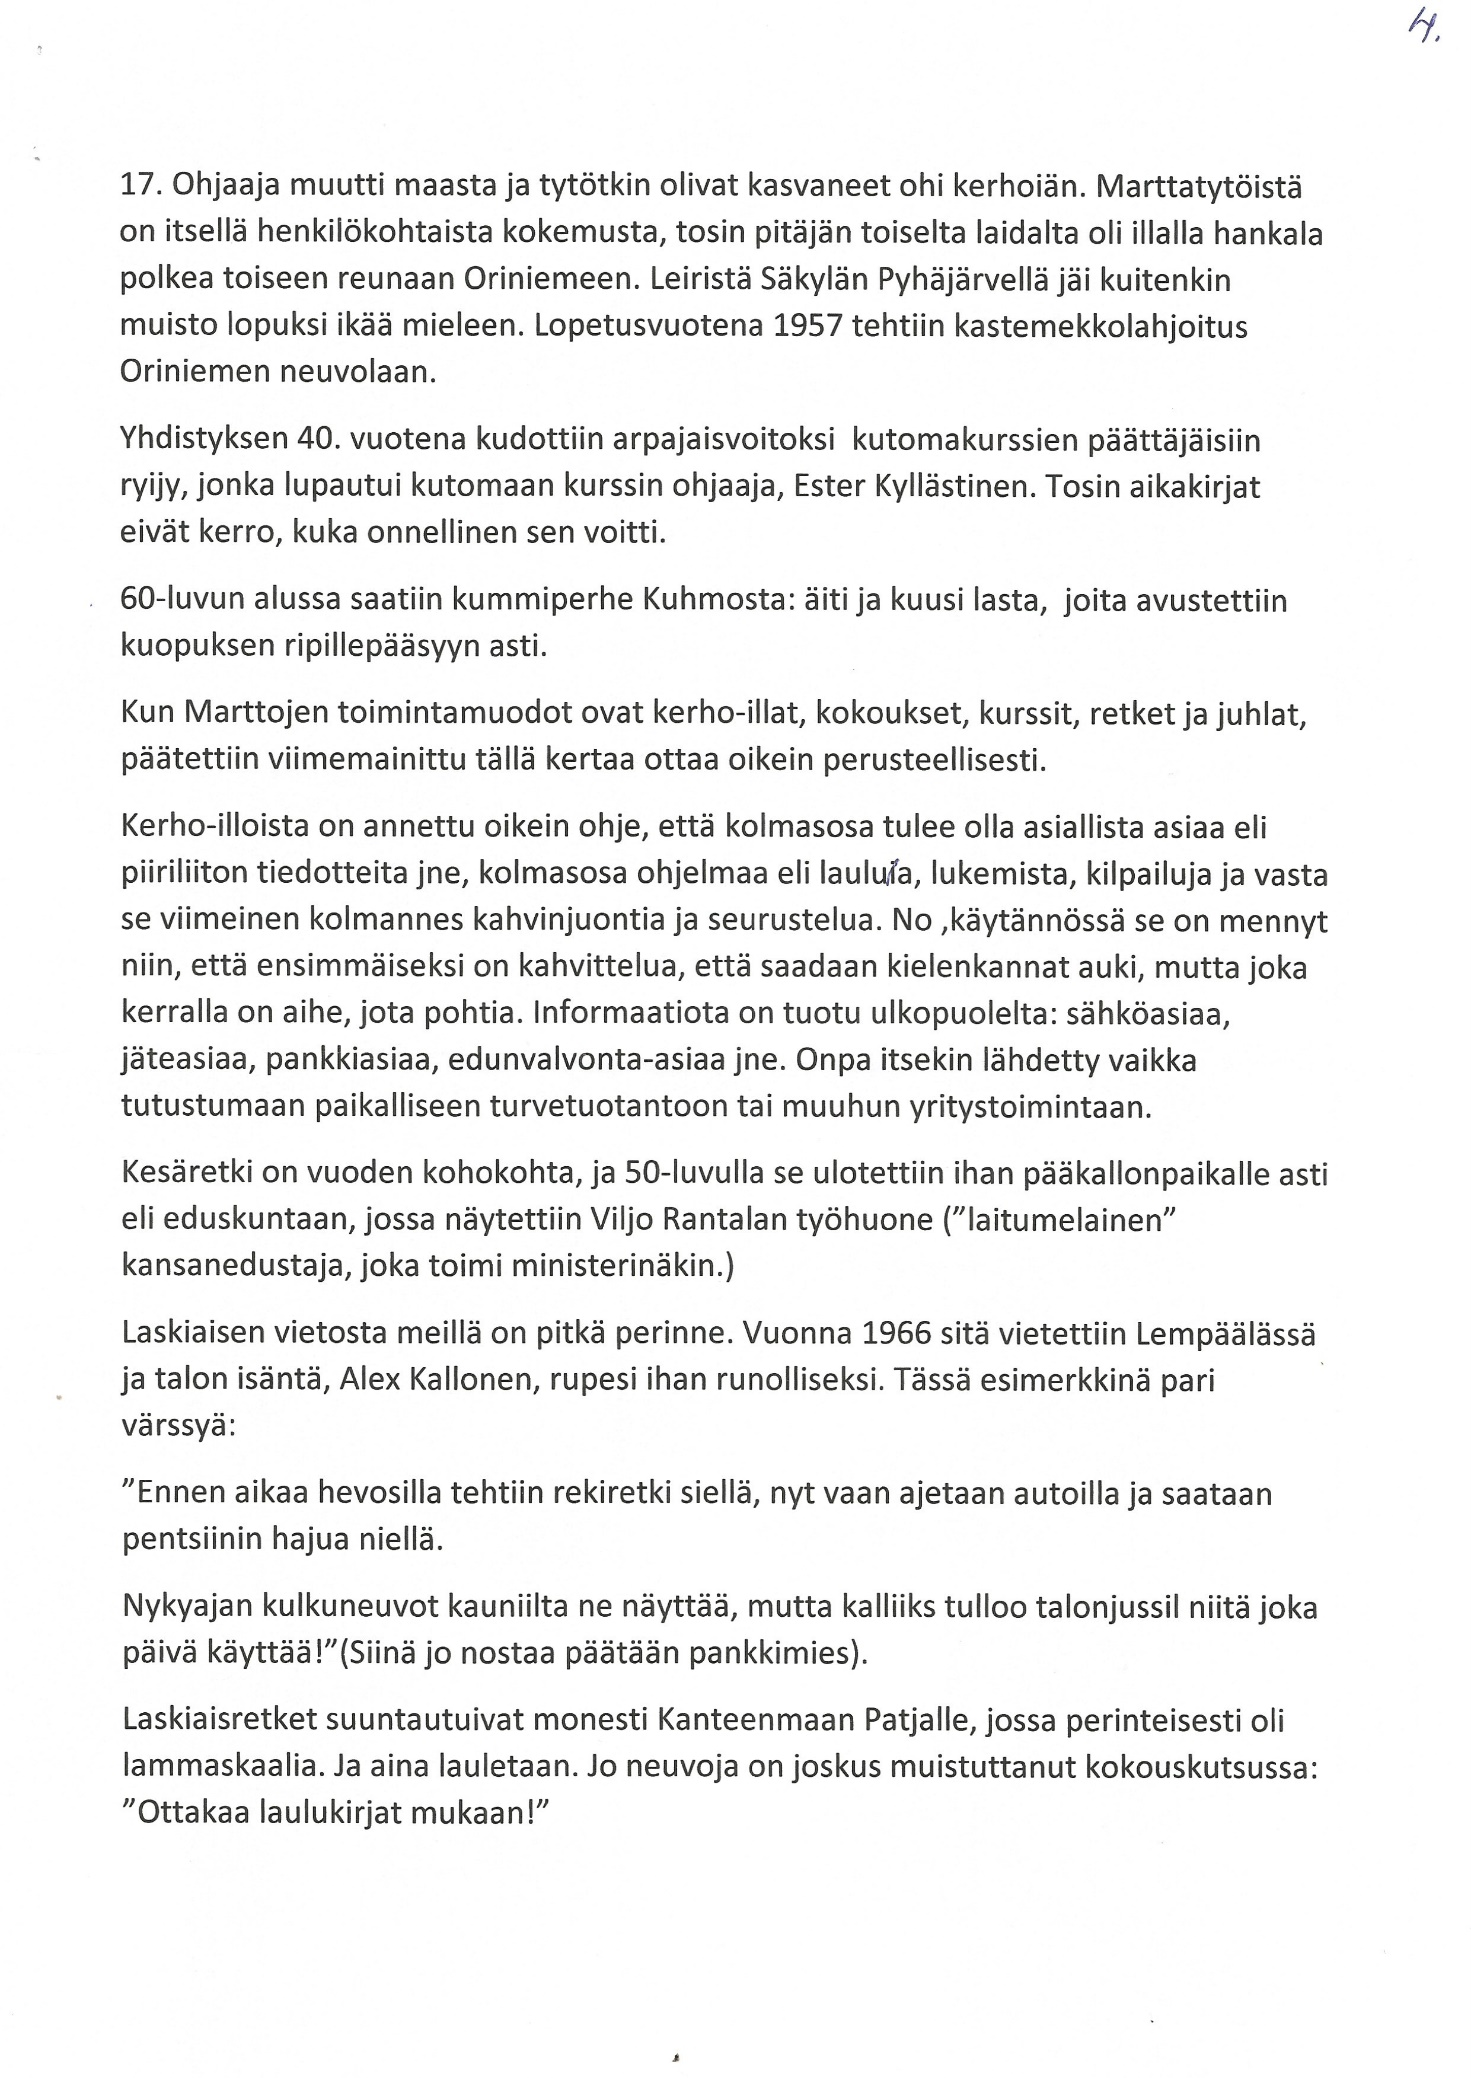 4.
17. Ohjaaja muutti maasta ja tytötkin olivat kasvaneet ohi kerhoiän. Marttatytöistä
on itsellä henkilökohtaista kokemusta, tosin pitäjän toiselta laidalta oli illalla hankala
polkea toiseen reunaan Oriniemeen. Leiristä Säkylän Pyhäjärvellä jäi kuitenkin
muisto lopuksi ikää mieleen. Lopetusvuotena 1957 tehtiin kastemekkolahjoitus
Oriniemen neuvolaan.
Yhdistyksen 40. vuotena kudottiin arpajaisvoitoksi  kutomakurssien päättäjäisiin
ryijy, jonka lupautui kutomaan kurssin ohjaaja, Ester Kyllästinen. Tosin aikakirjat
eivät kerro, kuka onnellinen sen voitti.
60-luvun alussa saatiin kummiperhe Kuhmosta: äiti ja kuusi lasta,  joita avustettiin
kuopuksen ripillepääsyyn asti.
Kun Marttojen toimintamuodot ovat kerho-illat, kokoukset, kurssit, retket ja juhlat,
päätettiin viimemainittu tällä kertaa ottaa oikein perusteellisesti.
Kerho-illoista on annettu oikein ohje, että kolmasosa tulee olla asiallista asiaa eli
piiriliiton tiedotteita jne, kolmasosa ohjelmaa eli lauluja, lukemista, kilpailuja ja vasta
se viimeinen kolmannes kahvinjuontia ja seurustelua. No ,käytännössä se on mennyt
niin, että ensimmäiseksi on kahvittelua, että saadaan kielenkannat auki, mutta joka
kerralla on aihe, jota pohtia. Informaatiota on tuotu ulkopuolelta: sähköasiaa,
jäteasiaa, pankkiasiaa, edunvalvonta-asiaa jne. Onpa itsekin lähdetty vaikka
tutustumaan paikalliseen turvetuotantoon tai muuhun yritystoimintaan.
Kesäretki on vuoden kohokohta, ja 50-luvulla se ulotettiin ihan pääkallonpaikalle asti
eli eduskuntaan, jossa näytettiin Viljo Rantalan työhuone (”laitumelainen”
kansanedustaja, joka toimi ministerinäkin.)
Laskiaisen vietosta meillä on pitkä perinne. Vuonna 1966 sitä vietettiin Lempäälässä
ja talon isäntä, Alex Kallonen, rupesi ihan runolliseksi. Tässä esimerkkinä pari
värssyä:
”Ennen aikaa hevosilla tehtiin rekiretki siellä, nyt vaan ajetaan autoilla ja saataan
pentsiinin hajua niellä.
Nykyajan kulkuneuvot kauniilta ne näyttää, mutta kalliiks tulloo talonjussil niitä joka
päivä käyttää!”(Siinä jo nostaa päätään pankkimies).
Laskiaisretket suuntautuivat monesti Kanteenmaan Patjalle, jossa perinteisesti oli
lammaskaalia. Ja aina lauletaan. Jo neuvoja on joskus muistuttanut kokouskutsussa:
”Ottakaa laulukirjat mukaan!”